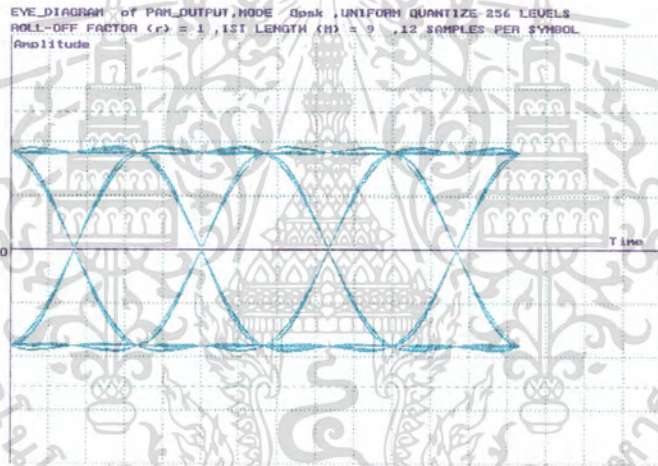 EYE_DIAGRAM of PAM_OUTPUT,MODE Qpsk ,UNIFORM QUANTIZE 256 LEVELS
ROLL-OFF FACTOR (r) = 1 ,ISI LENGTH (M) = 9 ,12 SAMPLES PER SYMBOL
Amplitude
0
Time